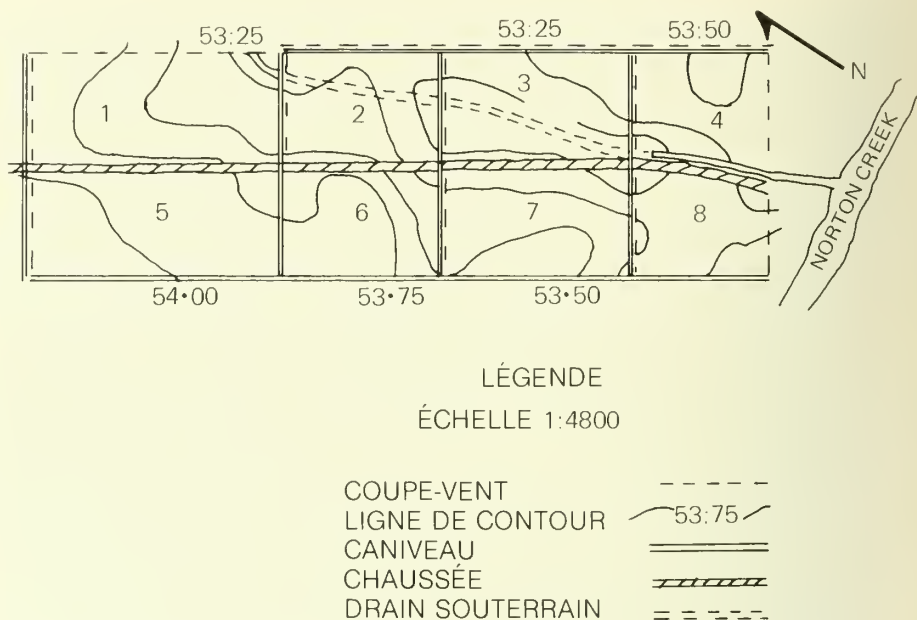 53:25 53:25 53:50
N
1 2 3 4
5 6 7 8
NORTON CREEK
54•00 53•75 53•50
LÉGENDE
ÉCHELLE 1:4800
COUPE-VENT
LIGNE DE CONTOUR 53:75
CANIVEAU
CHAUSSÉE
DRAIN SOUTERRAIN